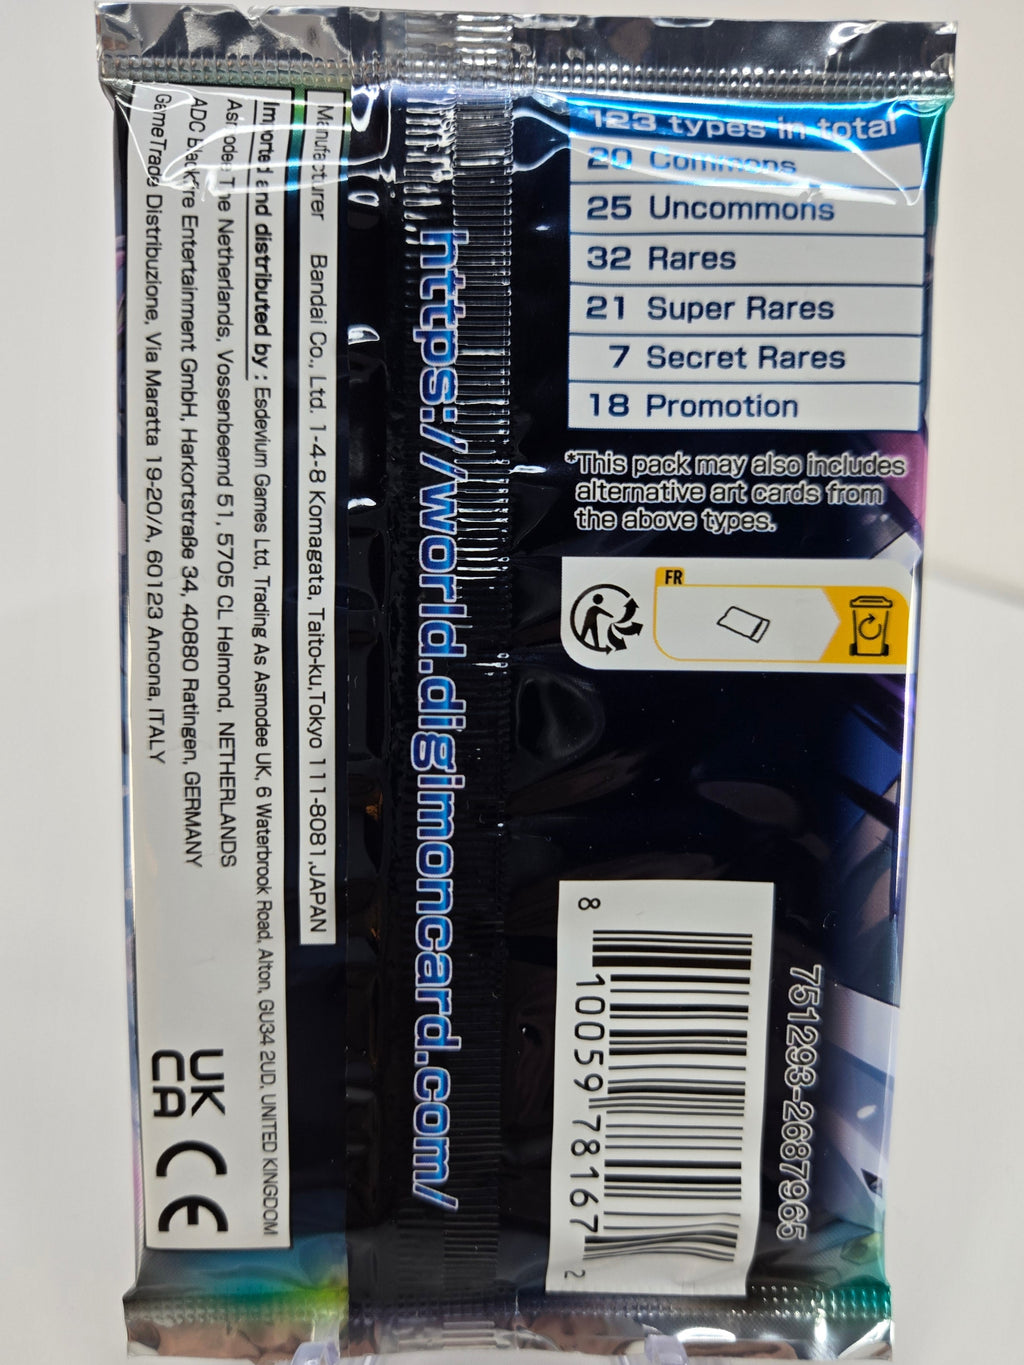 123 types in total
20 Commons
25 Uncommons
32 Rares
21 Super Rares
7 Secret Rares
18 Promotion
*This pack may also includes
alternative art cards from
the above types.
FR
8 10059 78167 2
751293-2687965
https://world.digimoncard.com/
Manufacturer Bandai Co., Ltd. 1-4-8 Komagata, Taito-ku,Tokyo 111-8081,JAPAN
Imported and distributed by : Esdevium Games Ltd, Trading As Asmodee UK, 6 Waterbrook Road, Alton, GU34 2UD, UNITED KINGDOM
Asmodee The Netherlands, Vossenbeemd 51, 5705 CL Helmond, NETHERLANDS
ADC Blackfire Entertainment GmbH, Harkortstraße 34, 40880 Ratingen, GERMANY
GameTrade Distribuzione, Via Maratta 19-20/A, 60123 Ancona, ITALY
UK
CA
CE